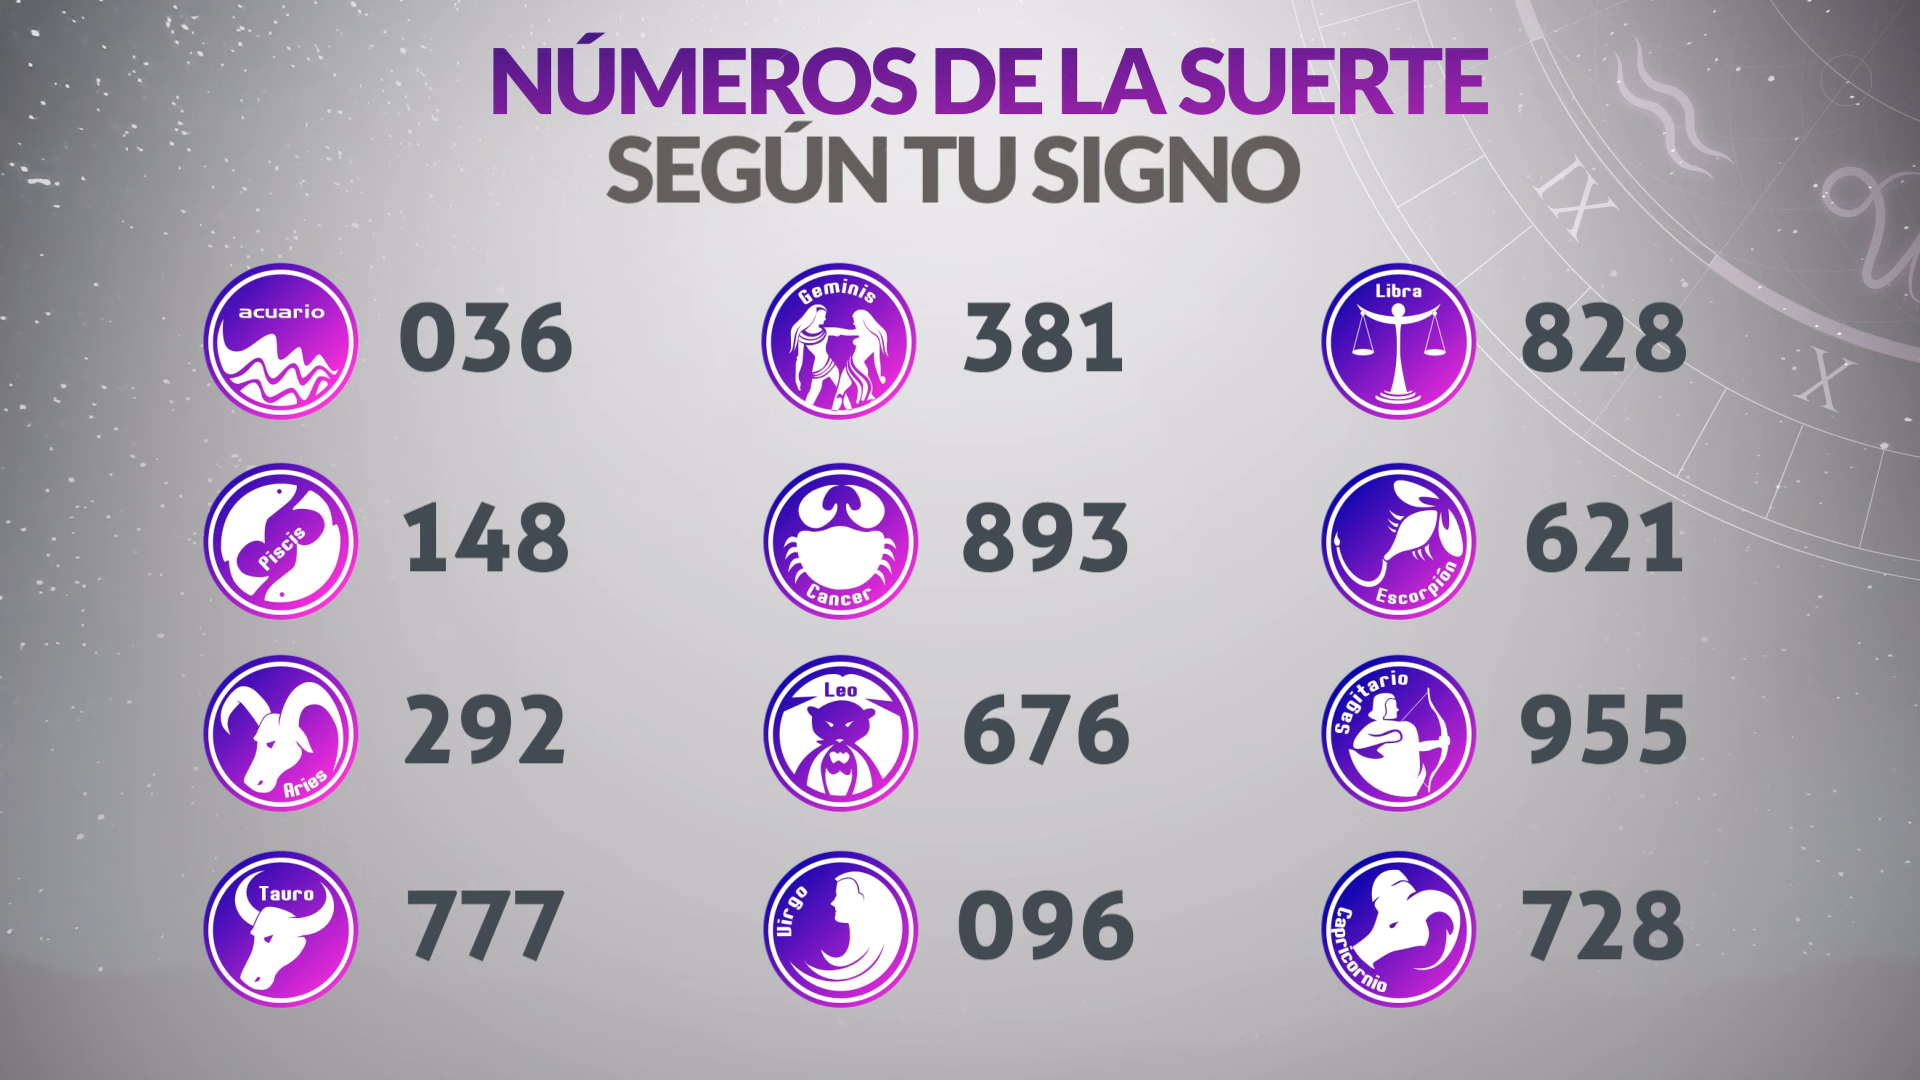 NÚMEROS DE LA SUERTE
SEGÚN TU SIGNO
acuario 036
Geminis 381
Libra 828
Piscis 148
Cancer 893
Escorpión 621
Aries 292
Leo 676
Sagitario 955
Tauro 777
Virgo 096
Capricornio 728
IX
X